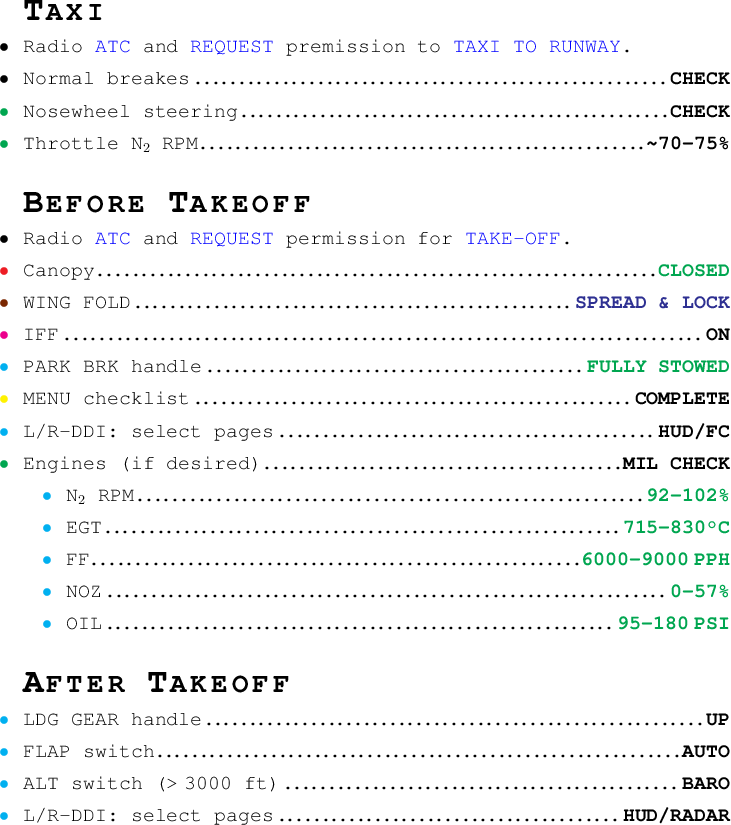 TAXI
• Radio ATC and REQUEST premission to TAXI TO RUNWAY.
• Normal breakes ........ CHECK
• Nosewheel steering ........ CHECK
• Throttle N₂ RPM ........ ~70-75%
BEFORE TAKEOFF
• Radio ATC and REQUEST permission for TAKE-OFF.
• Canopy ........ CLOSED
• WING FOLD ........ SPREAD & LOCK
• IFF ........ ON
• PARK BRK handle ........ FULLY STOWED
• MENU checklist ........ COMPLETE
• L/R-DDI: select pages ........ HUD/FC
• Engines (if desired) ........ MIL CHECK
• N₂ RPM ........ 92-102%
• EGT ........ 715-830°C
• FF ........ 6000-9000 PPH
• NOZ ........ 0-57%
• OIL ........ 95-180 PSI
AFTER TAKEOFF
• LDG GEAR handle ........ UP
• FLAP switch ........ AUTO
• ALT switch (> 3000 ft) ........ BARO
• L/R-DDI: select pages ........ HUD/RADAR